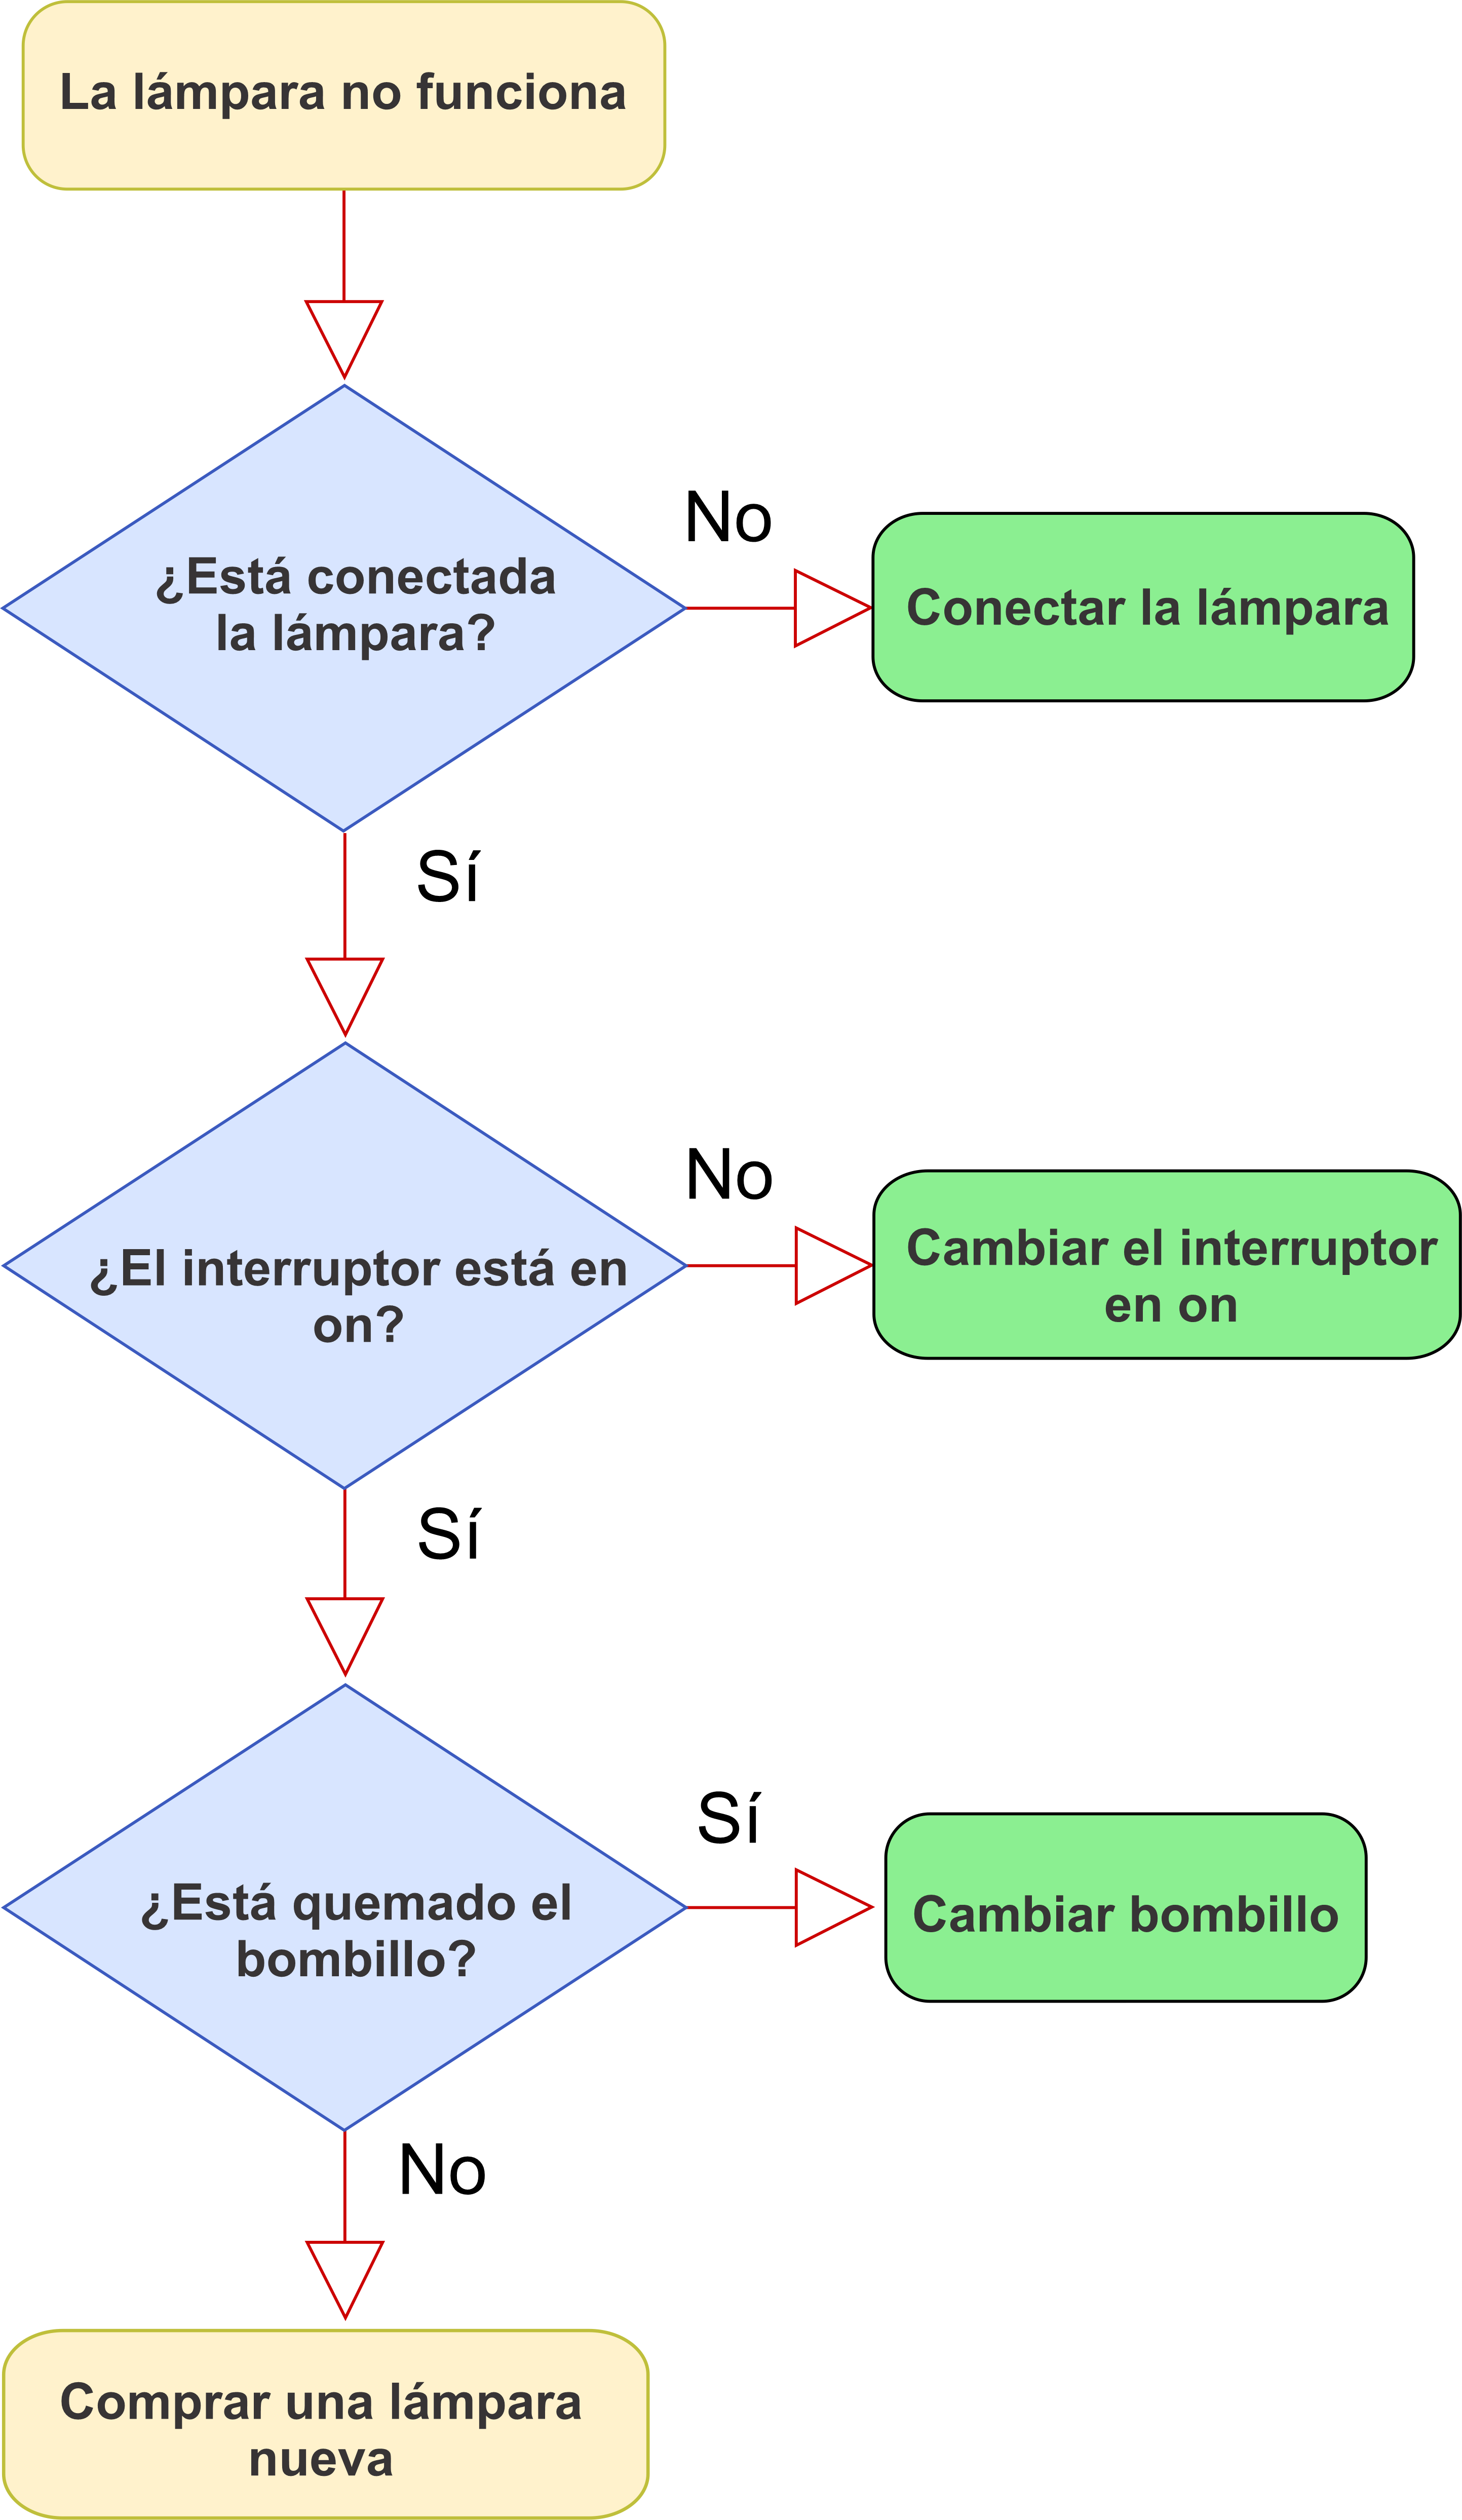 La lámpara no funciona
No
¿Está conectada
la lámpara?
Conectar la lámpara
Sí
No
¿El interruptor está en
on?
Cambiar el interruptor
en on
Sí
Sí
¿Está quemado el
bombillo?
Cambiar bombillo
No
Comprar una lámpara
nueva